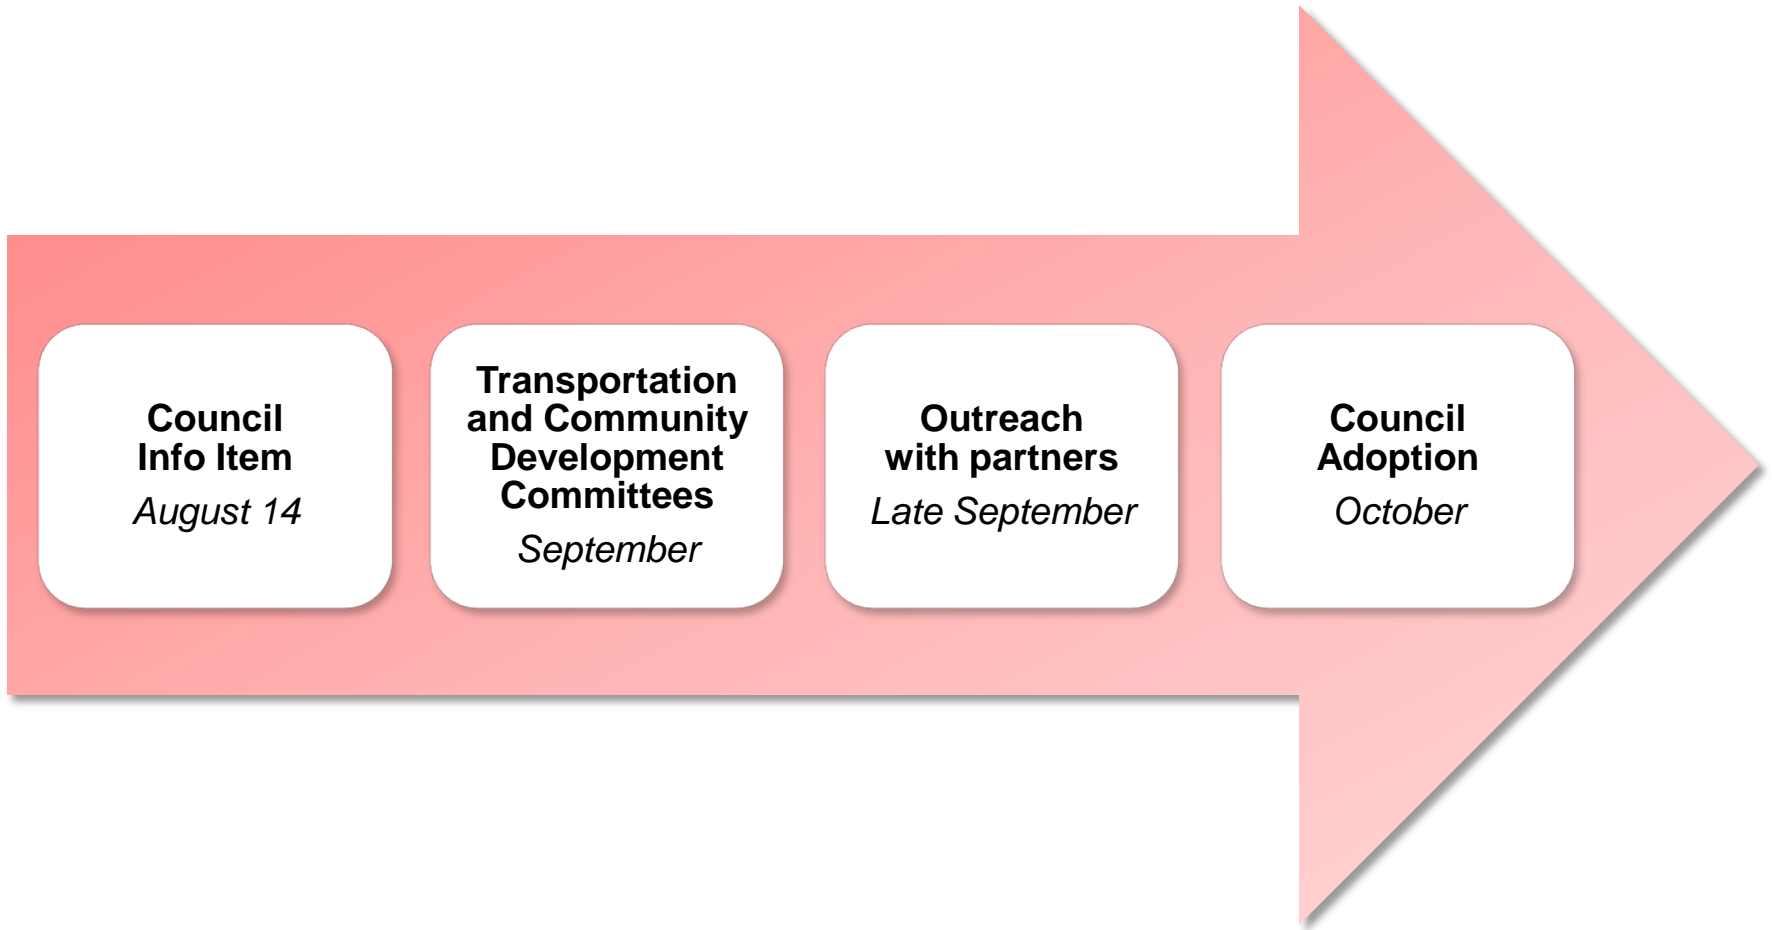 Council
Info Item
August 14
Transportation
and Community
Development
Committees
September
Outreach
with partners
Late September
Council
Adoption
October